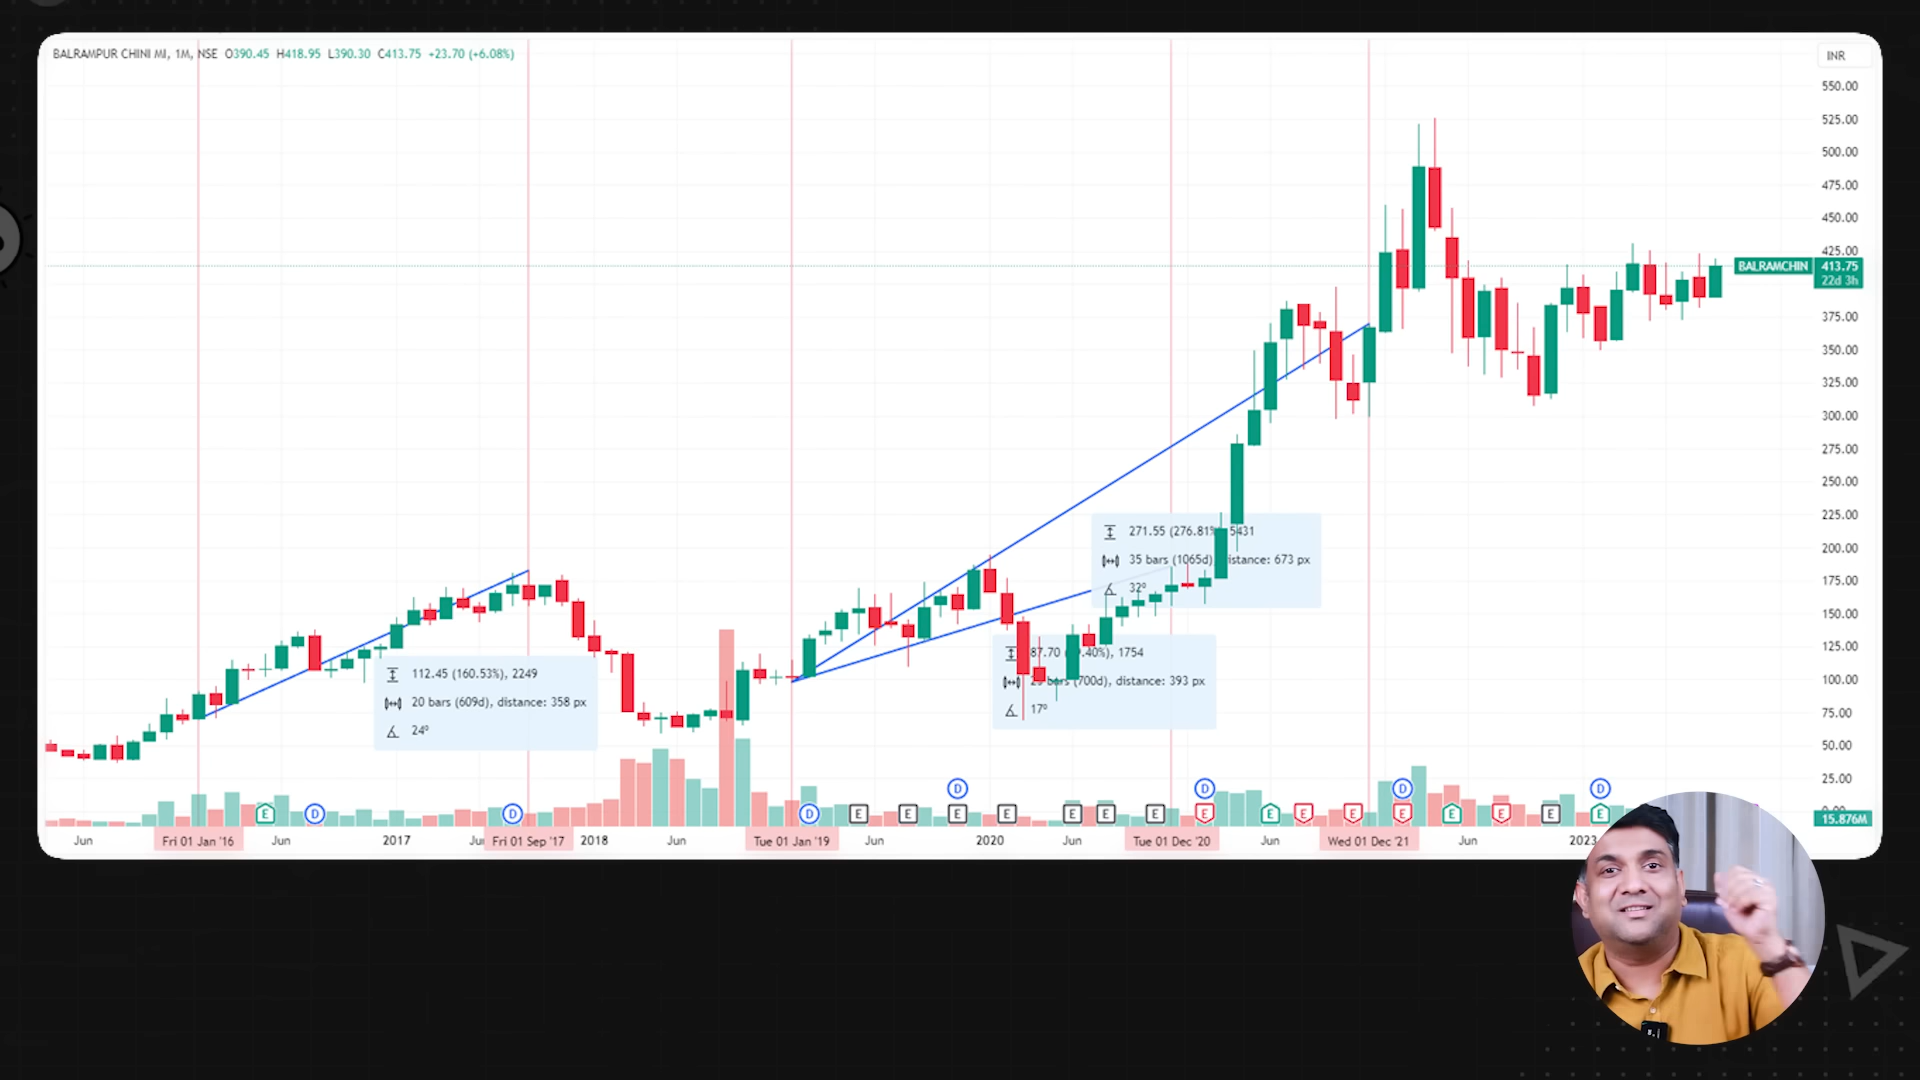 BALRAMPUR CHINI MI, 1M, NSE O390.45 H418.95 L390.30 C413.75 +23.70 (+6.08%)
INR
550.00
525.00
500.00
475.00
450.00
425.00
BALRAMCHIN 413.75
22d 3h
375.00
350.00
325.00
300.00
275.00
250.00
225.00
200.00
175.00
150.00
125.00
100.00
75.00
50.00
25.00
15.876M
271.55 (276.81% 5431
35 bars (1065d) distance: 673 px
32º
87.70 .40%), 1754
bars (700d), distance: 393 px
17º
112.45 (160.53%), 2249
20 bars (609d), distance: 358 px
24º
D D D D
E D D D E E E E E E E E E E E E E E E
Jun Fri 01 Jan '16 Jun 2017 Fri 01 Sep '17 2018 Jun Tue 01 Jan '19 Jun 2020 Jun Tue 01 Dec '20 Jun Wed 01 Dec '21 Jun 2023